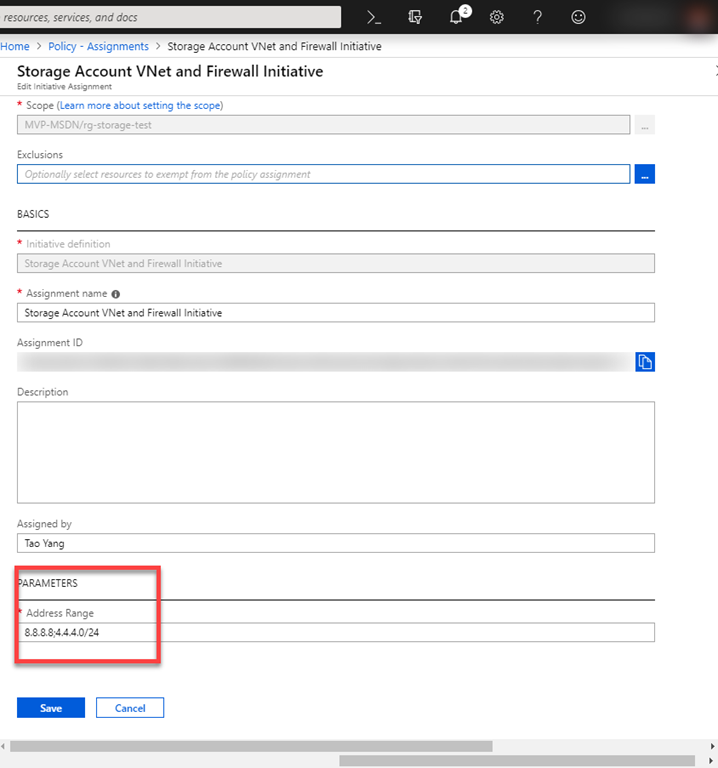 resources, services, and docs
2
Home > Policy - Assignments > Storage Account VNet and Firewall Initiative
Storage Account VNet and Firewall Initiative
Edit Initiative Assignment
* Scope (Learn more about setting the scope)
MVP-MSDN/rg-storage-test
...
Exclusions
Optionally select resources to exempt from the policy assignment
...
BASICS
* Initiative definition
Storage Account VNet and Firewall Initiative
* Assignment name
Storage Account VNet and Firewall Initiative
Assignment ID
Description
Assigned by
Tao Yang
PARAMETERS
* Address Range
8.8.8.8;4.4.4.0/24
Save Cancel